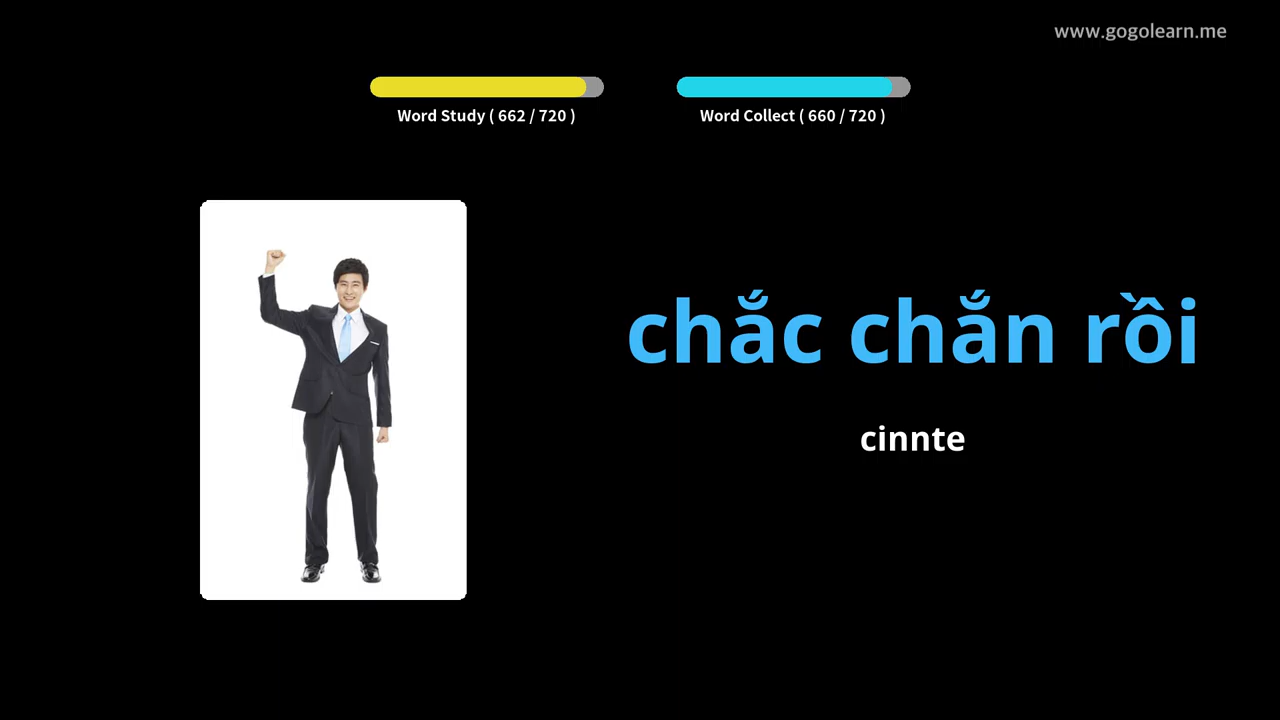 www.gogolearn.me
Word Study ( 662 / 720 )
Word Collect ( 660 / 720 )
chắc chắn rồi
cinnte